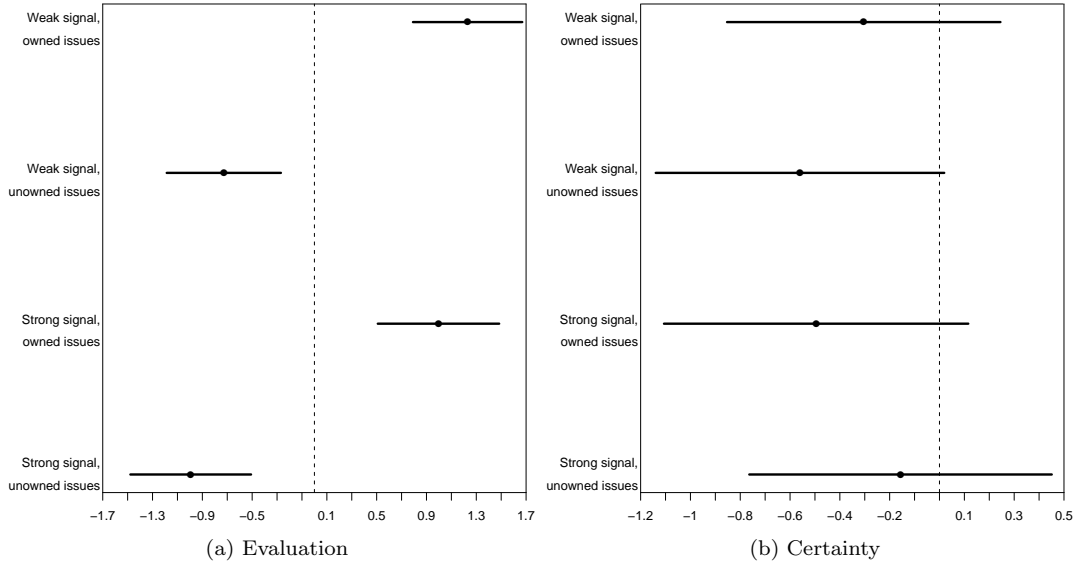 Weak signal,
owned issues
Weak signal,
unowned issues
Strong signal,
owned issues
Strong signal,
unowned issues
−1.7 −1.3 −0.9 −0.5 0.1 0.5 0.9 1.3 1.7
(a) Evaluation
Weak signal,
owned issues
Weak signal,
unowned issues
Strong signal,
owned issues
Strong signal,
unowned issues
−1.2 −1 −0.8 −0.6 −0.4 −0.2 0.1 0.3 0.5
(b) Certainty